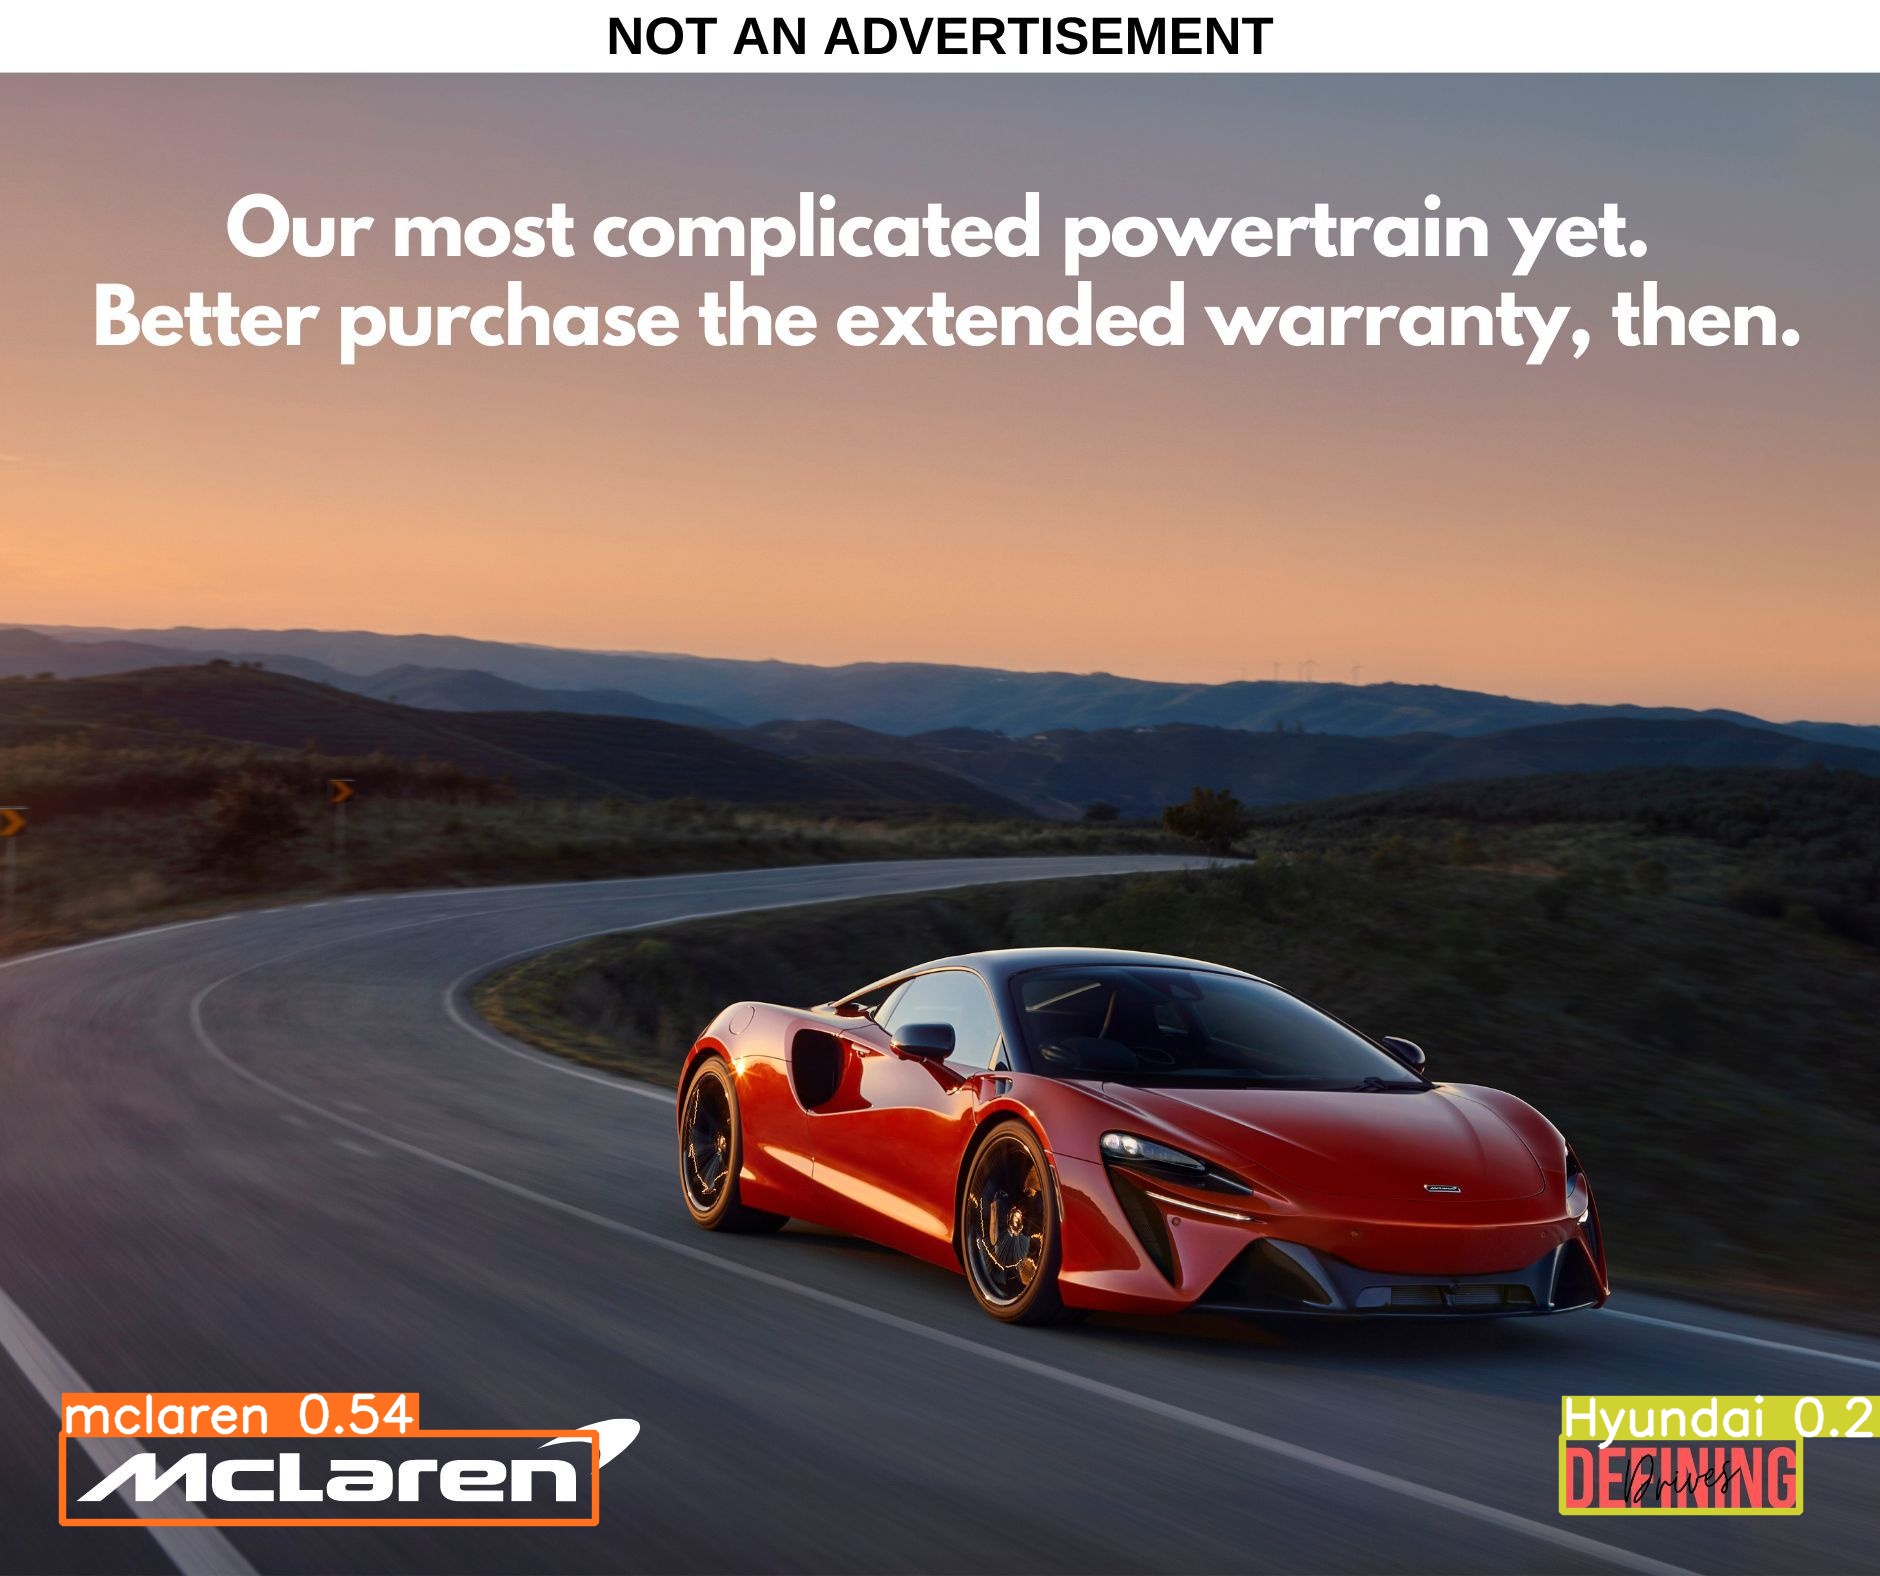 NOT AN ADVERTISEMENT
Our most complicated powertrain yet.
Better purchase the extended warranty, then.
mclaren 0.54
McLaren
Hyundai 0.2
DEFINING
Drives